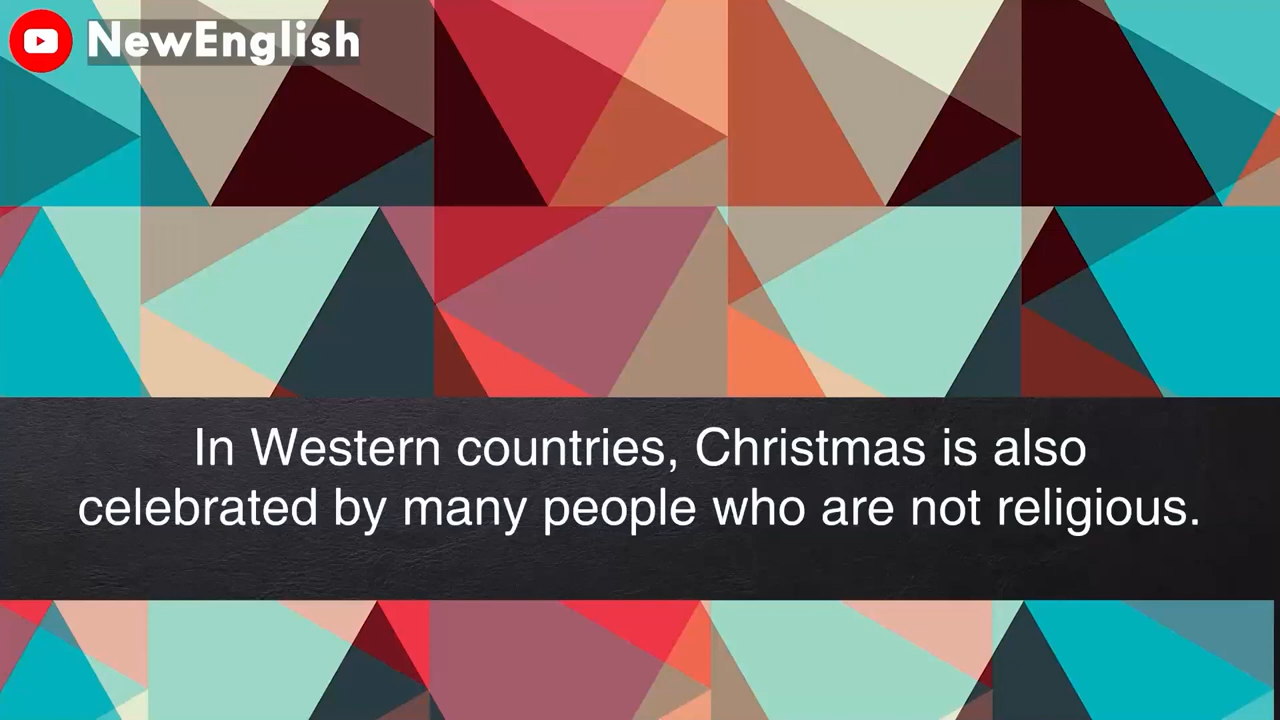 NewEnglish
In Western countries, Christmas is also
celebrated by many people who are not religious.